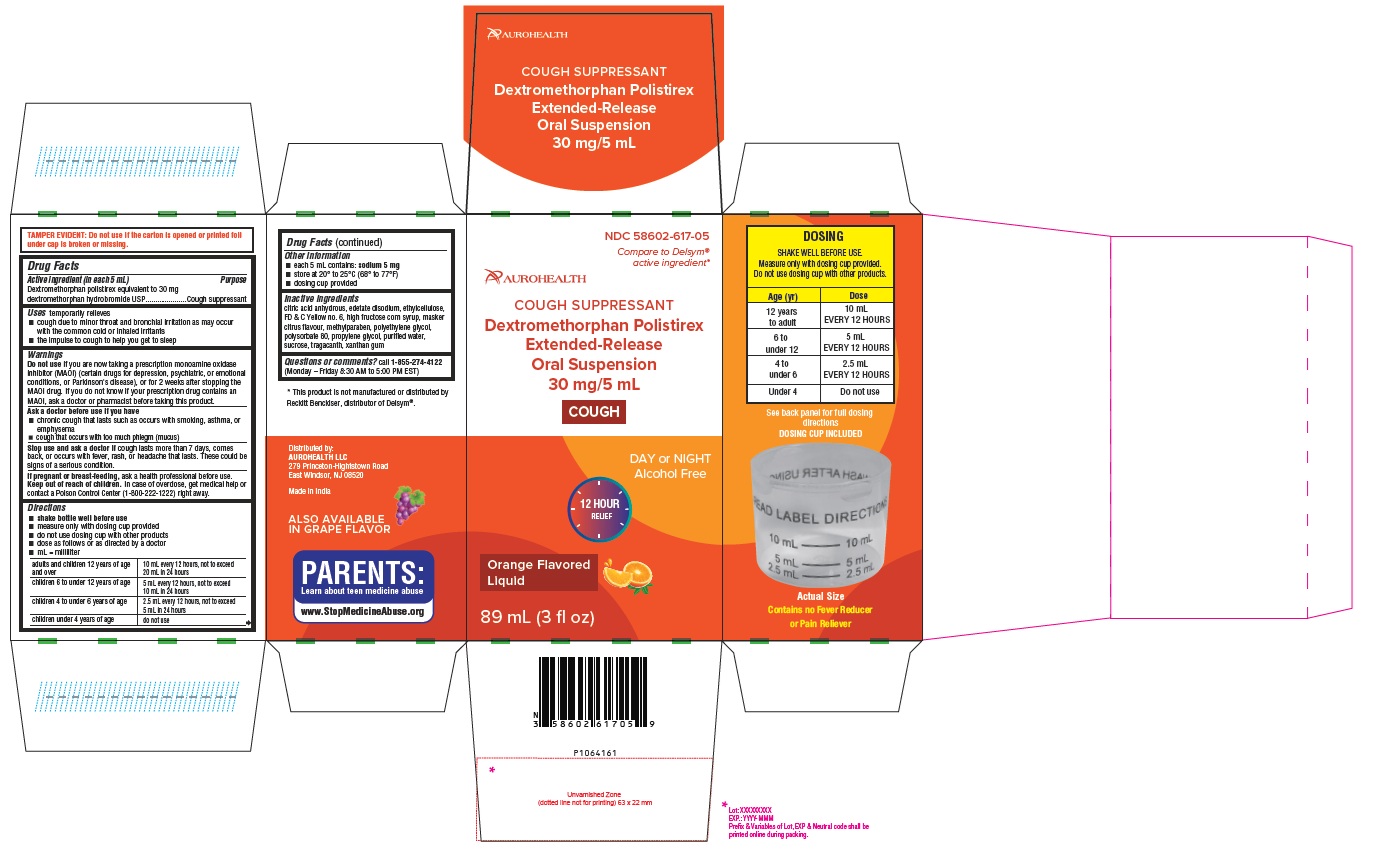 AUROHEALTH
COUGH SUPPRESSANT
Dextromethorphan Polistirex
Extended-Release
Oral Suspension
30 mg/5 mL
TAMPER EVIDENT: Do not use if the carton is opened or printed foil
under cap is broken or missing.
Drug Facts
Active ingredient (in each 5 mL) Purpose
Dextromethorphan polistirex equivalent to 30 mg
dextromethorphan hydrobromide USP....................Cough suppressant
Uses temporarily relieves
■ cough due to minor throat and bronchial irritation as may occur
with the common cold or inhaled irritants
■ the impulse to cough to help you get to sleep
Warnings
Do not use if you are now taking a prescription monoamine oxidase
inhibitor (MAOI) (certain drugs for depression, psychitric, or emotional
conditions, or Parkinson's disease), or for 2 weeks after stopping the
MAOI drug. If you do not know if your prescription drug contains an
MAOI, ask a doctor or pharmacist before taking this product.
Ask a doctor before use if you have
■ chronic cough that lasts such as occurs with smoking, asthma, or
emphysema
■ cough that occurs with too much phlegm (mucus)
Stop use and ask a doctor if cough lasts more than 7 days, comes
back, or occurs with fever, rash, or headache that lasts. These could be
signs of a serious condition.
If pregnant or breast-feeding, ask a health professional before use.
Keep out of reach of children. In case of overdose, get medical help or
contact a Poison Control Center (1-800-222-1222) right away.
Directions
■ shake bottle well before use
■ measure only with dosing cup provided
■ do not use dosing cup with other products
■ dose as follows or as directed by a doctor
■ mL = milliliter
adults and children 12 years of age
and over
10 mL every 12 hours, not to exceed
20 mL in 24 hours
children 6 to under 12 years of age
5 mL every 12 hours, not to exceed
10 mL in 24 hours
children 4 to under 6 years of age
2.5 mL every 12 hours, not to exceed
5 mL in 24 hours
children under 4 years of age
do not use
*
Drug Facts (continued)
Other information
■ each 5 mL contains: sodium 5 mg
■ store at 20° to 25°C (68° to 77°F)
■ dosing cup provided
Inactive ingredients
citric acid anhydrous, edetate disodium, ethylcellulose,
FD & C Yellow no. 6, high fructose corn syrup, masker
citrus flavour, methylparaben, polyethylene glycol,
polysorbate 80, propylene glycol, purified water,
sucrose, tragacanth, xanthan gum
Questions or comments? call 1-855-274-4122
(Monday – Friday 8:30 AM to 5:00 PM EST)
* This product is not manufactured or distributed by
Reckitt Benckiser, distributor of Delsym®.
Distributed by:
AUROHEALTH LLC
279 Princeton-Hightstown Road
East Windsor, NJ 08520
Made in India
ALSO AVAILABLE
IN GRAPE FLAVOR
PARENTS:
Learn about teen medicine abuse
www.StopMedicineAbuse.org
NDC 58602-617-05
Compare to Delsym®
active ingredient*
AUROHEALTH
COUGH SUPPRESSANT
Dextromethorphan Polistirex
Extended-Release
Oral Suspension
30 mg/5 mL
COUGH
DAY or NIGHT
Alcohol Free
12 HOUR
RELIEF
Orange Flavored
Liquid
89 mL (3 fl oz)
DOSING
SHAKE WELL BEFORE USE.
Measure only with dosing cup provided.
Do not use dosing cup with other products.
Age (yr) Dose
12 years
to adult
10 mL
EVERY 12 HOURS
6 to
under 12
5 mL
EVERY 12 HOURS
4 to
under 6
2.5 mL
EVERY 12 HOURS
Under 4 Do not use
See back panel for full dosing
directions
DOSING CUP INCLUDED
WASH AFTER USING
READ LABEL DIRECTIONS
10 mL 10 mL
5 mL 5 mL
2.5 mL 2.5 mL
Actual Size
Contains no Fever Reducer
or Pain Reliever
N
3 58602 61705 9
P1064161
*
Unvarnished Zone
(dotted line not for printing) 63 x 22 mm
* Lot: XXXXXXXXX
EXP.: YYYY-MMM
Prefix & Variables of Lot, EXP & Neutral code shall be
printed online during packing.